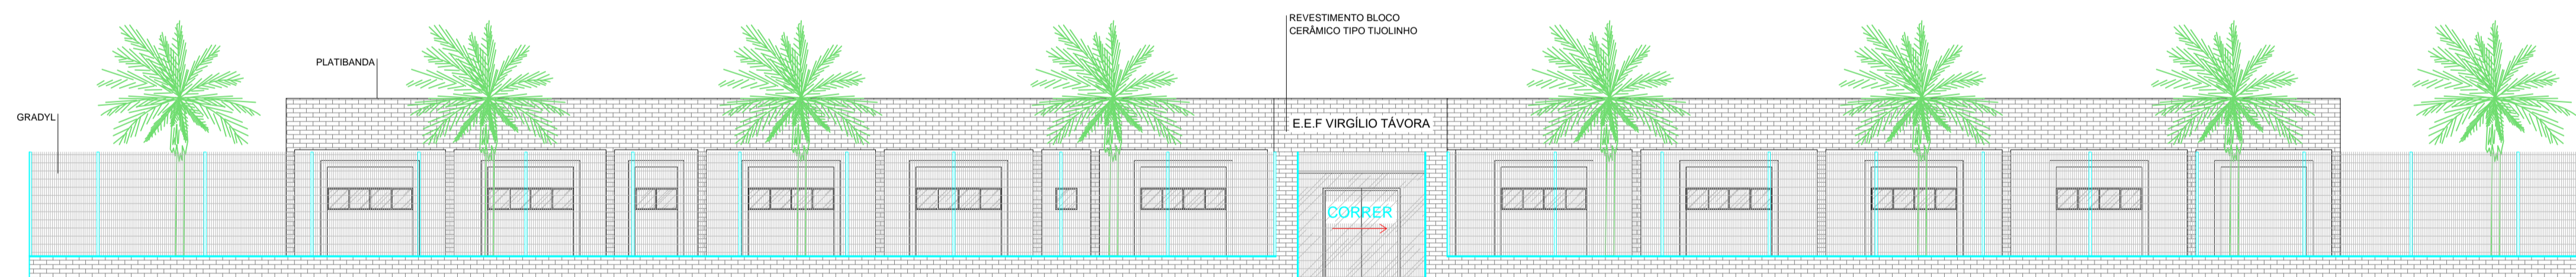 REVESTIMENTO BLOCO
CERÂMICO TIPO TIJOLINHO
PLATIBANDA
GRADYL
E.E.F VIRGÍLIO TÁVORA
CORRER